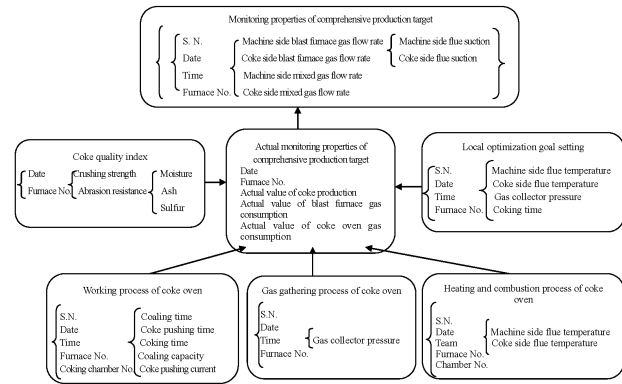 Monitoring properties of comprehensive production target
S. N. Machine side blast furnace gas flow rate Machine side flue suction
Date Coke side blast furnace gas flow rate Coke side flue suction
Time Machine side mixed gas flow rate
Furnace No. Coke side mixed gas flow rate
Coke quality index
Date Crushing strength Moisture
Furnace No. Abrasion resistance Ash
Sulfur
Actual monitoring properties of
comprehensive production target
Date
Furnace No.
Actual value of coke production
Actual value of blast furnace gas
consumption
Actual value of coke oven gas
consumption
Local optimization goal setting
S.N. Machine side flue temperature
Date Coke side flue temperature
Time Gas collector pressure
Furnace No. Coking time
Working process of coke oven
S.N. Coaling time
Date Coke pushing time
Time Coking time
Furnace No. Coaling capacity
Coking chamber No. Coke pushing current
Gas gathering process of coke oven
S.N.
Date
Time Gas collector pressure
Furnace No.
Heating and combustion process of coke
oven
S.N.
Date Machine side flue temperature
Team Coke side flue temperature
Furnace No.
Chamber No.